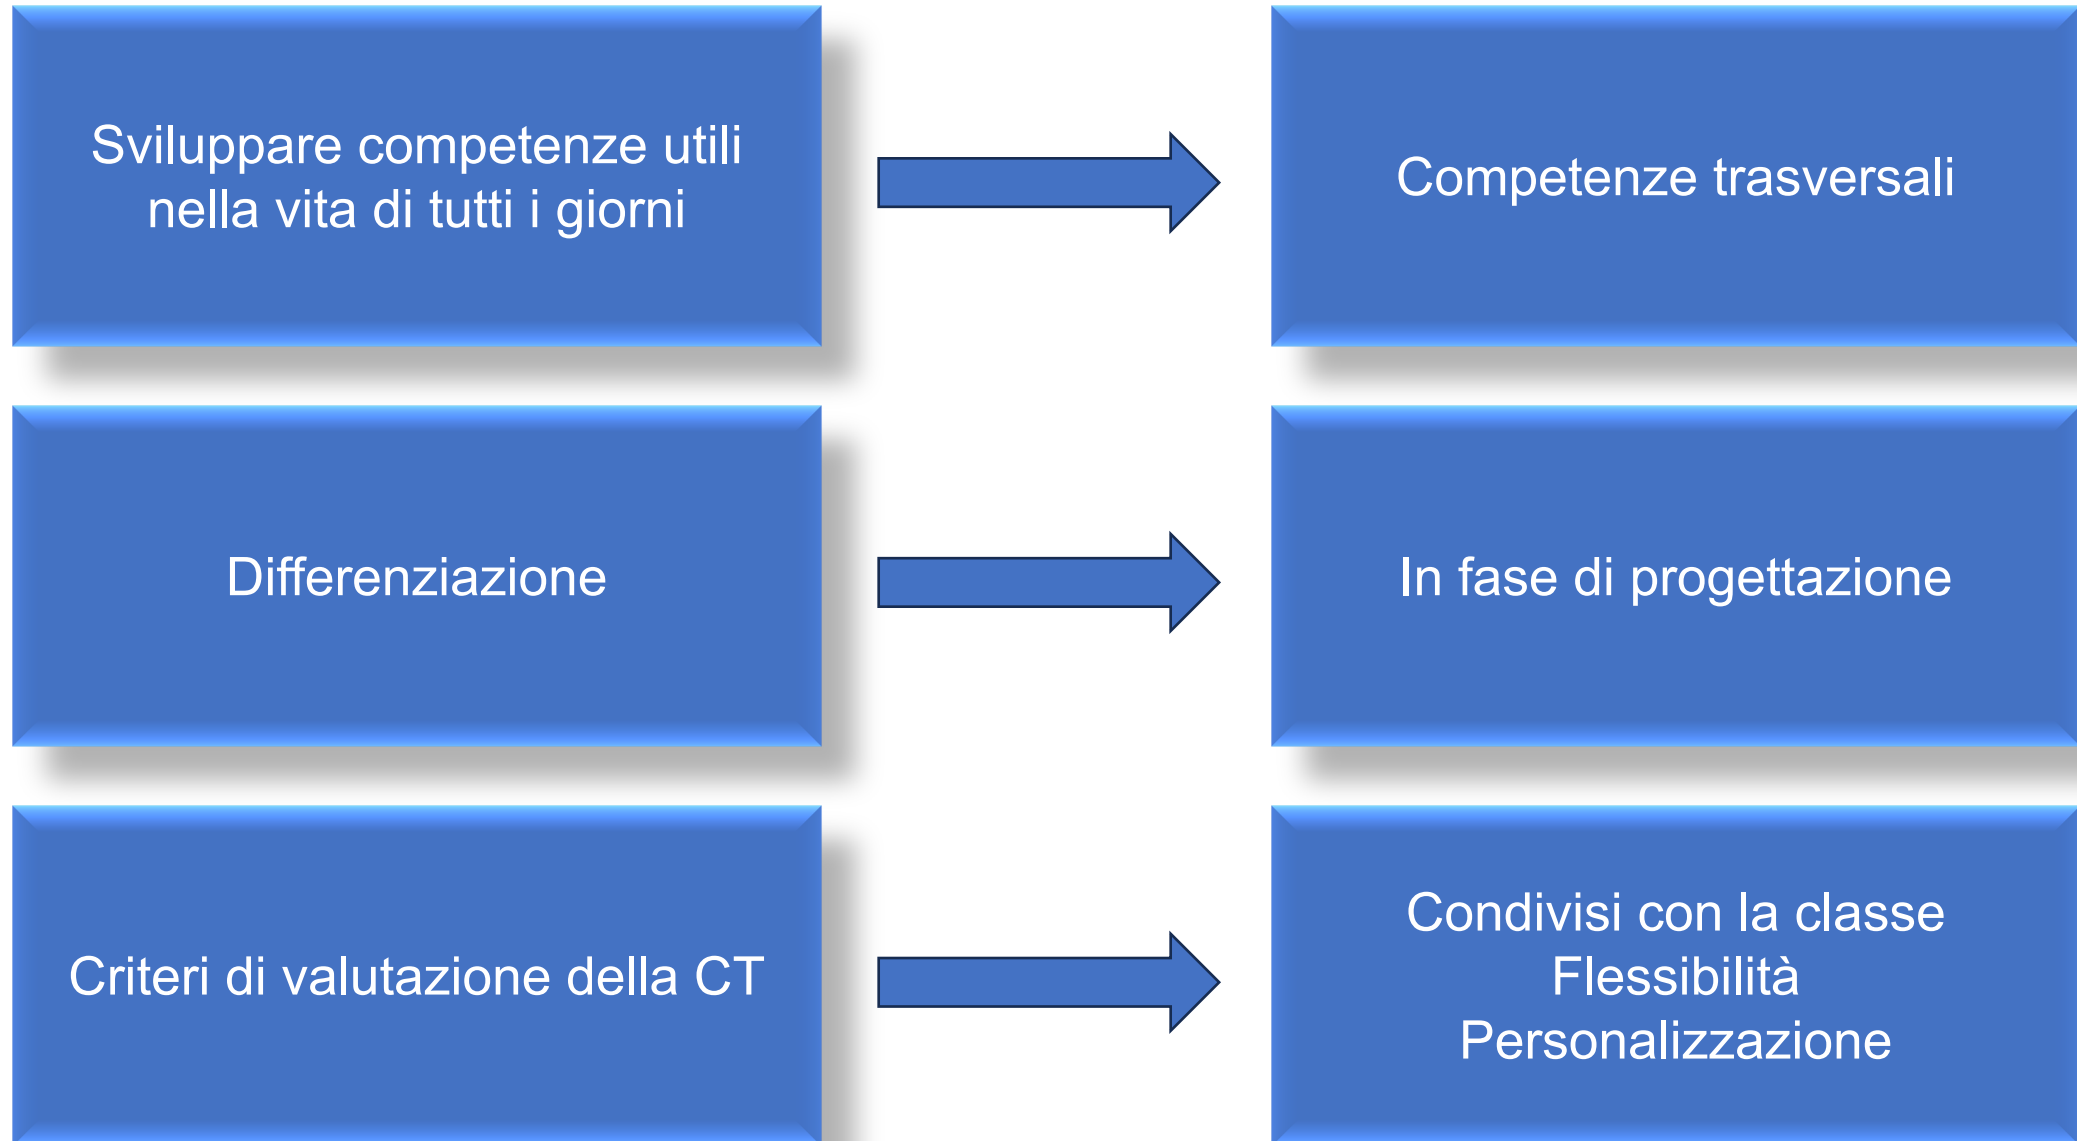 Sviluppare competenze utili
nella vita di tutti i giorni
Competenze trasversali
Differenziazione
In fase di progettazione
Criteri di valutazione della CT
Condivisi con la classe
Flessibilità
Personalizzazione